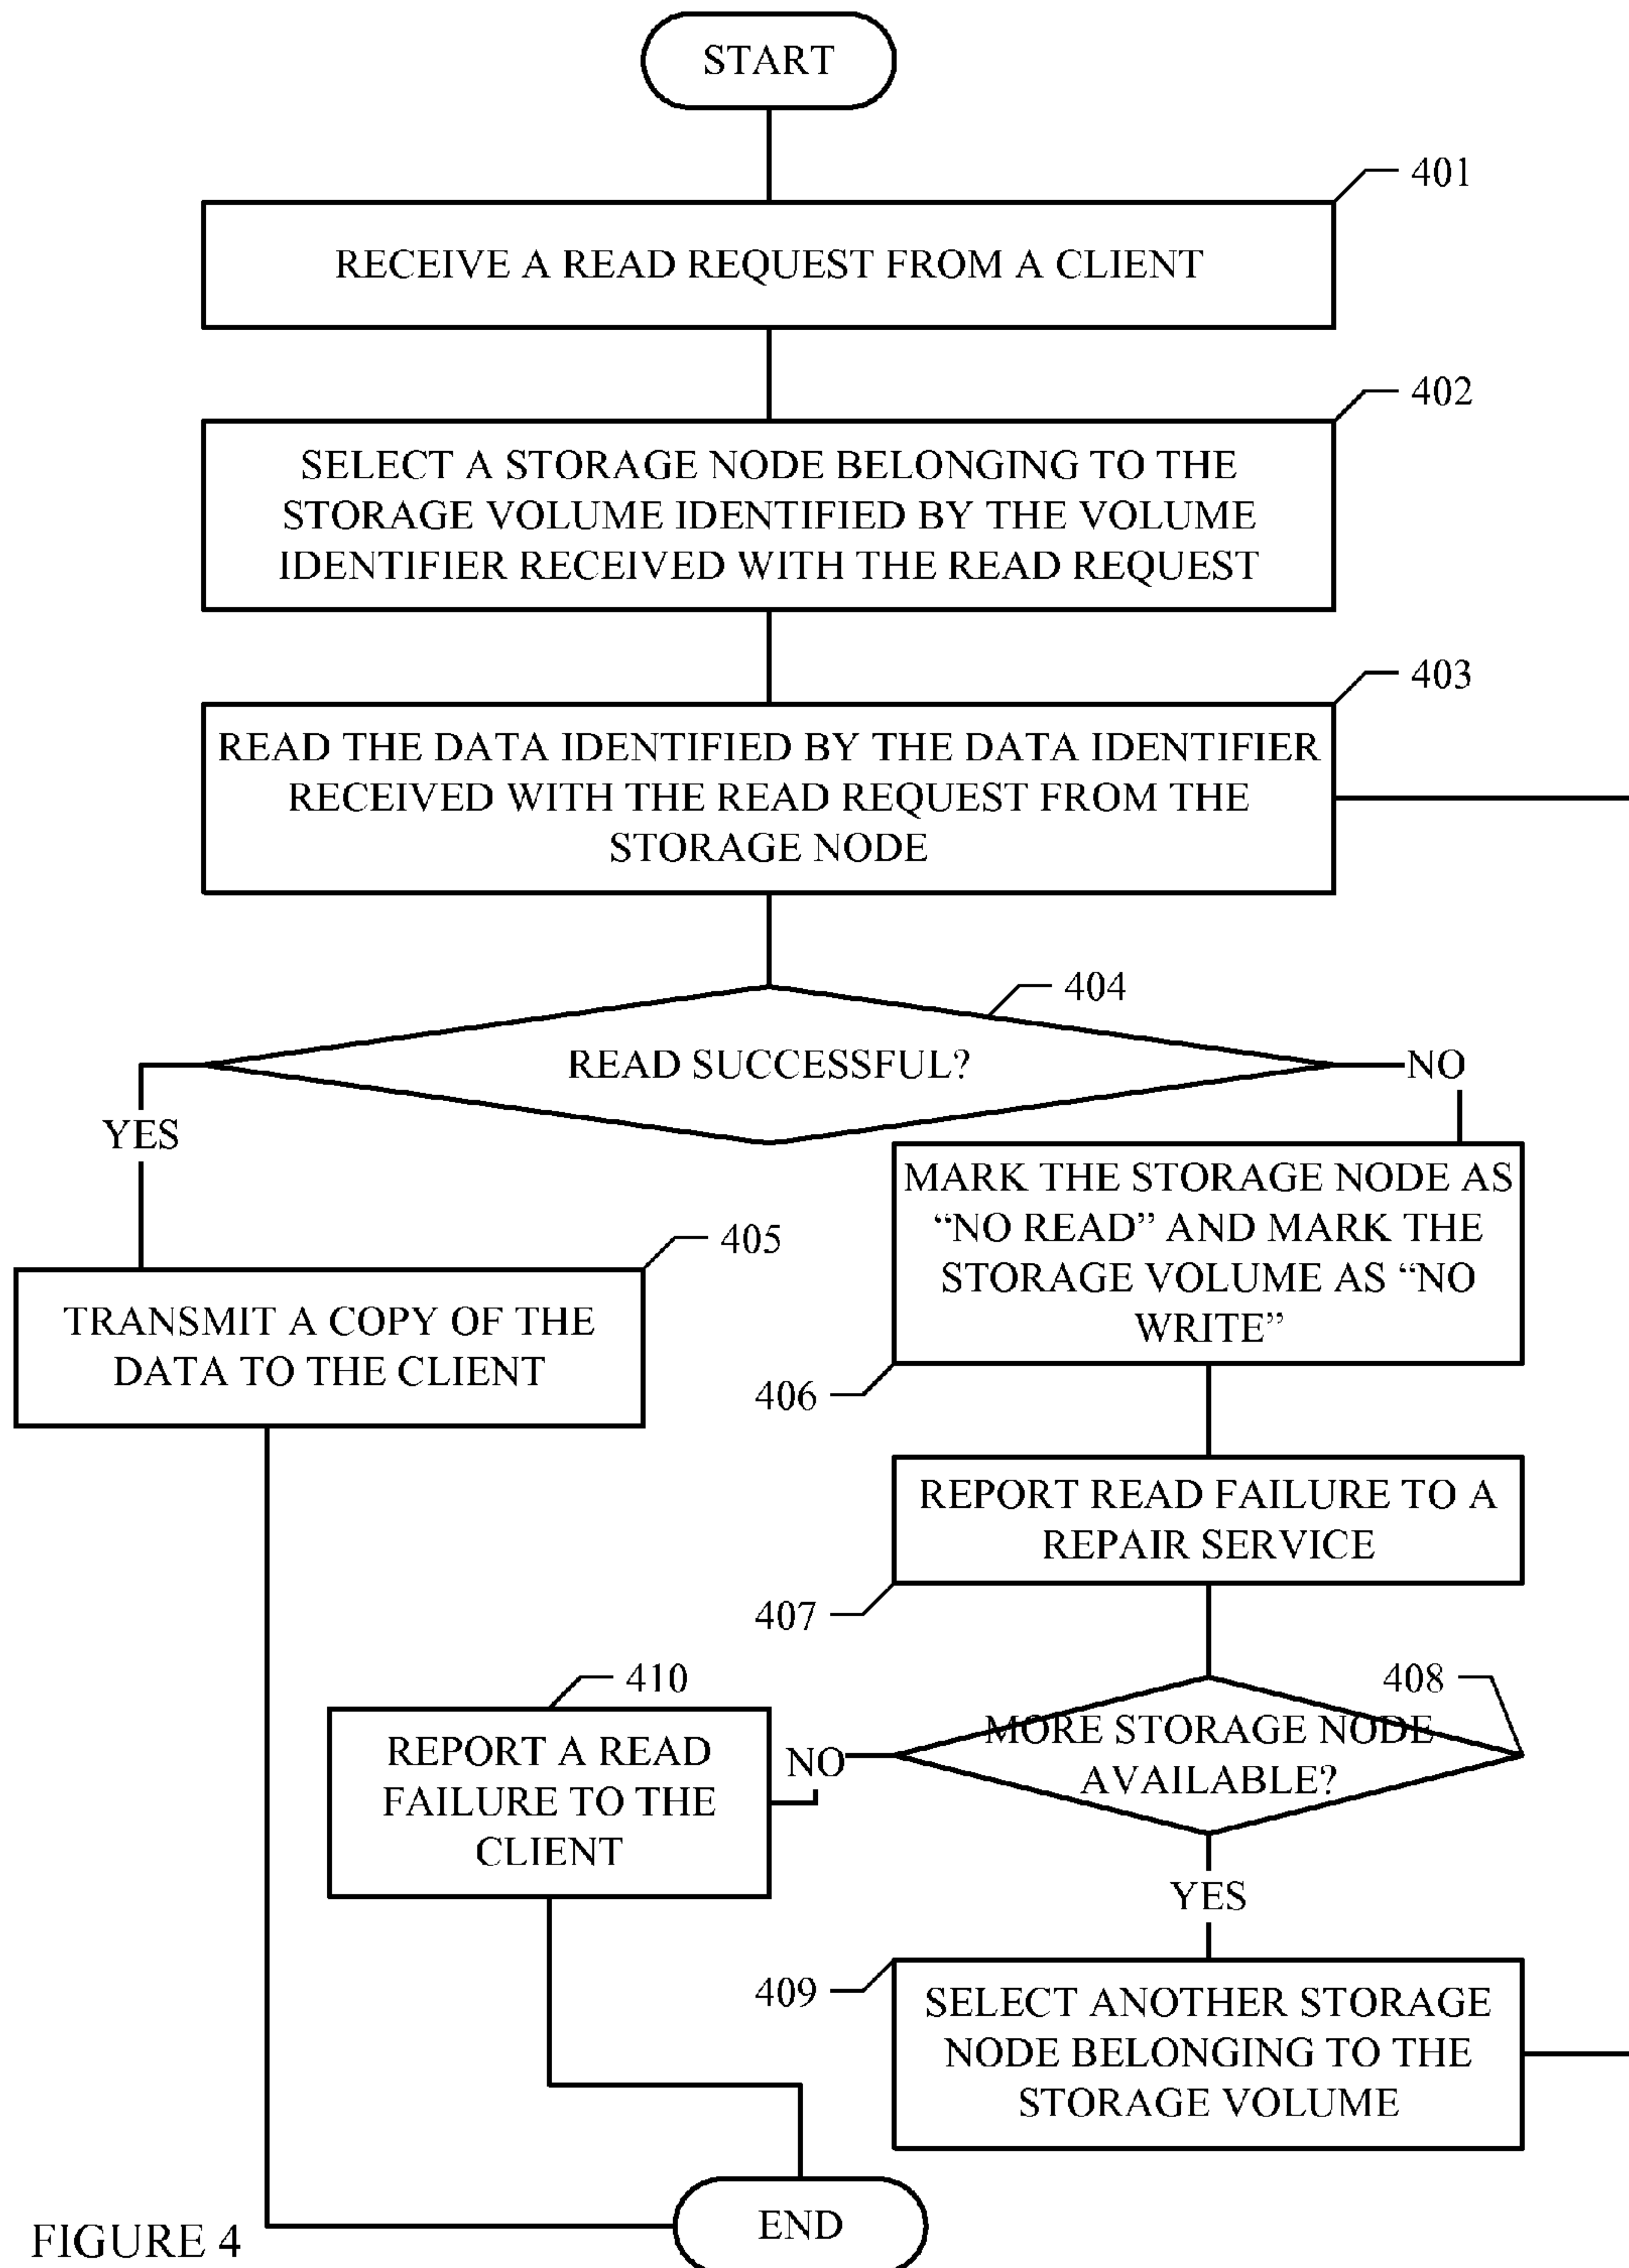 START
401
RECEIVE A READ REQUEST FROM A CLIENT
402
SELECT A STORAGE NODE BELONGING TO THE
STORAGE VOLUME IDENTIFIED BY THE VOLUME
IDENTIFIER RECEIVED WITH THE READ REQUEST
403
READ THE DATA IDENTIFIED BY THE DATA IDENTIFIER
RECEIVED WITH THE READ REQUEST FROM THE
STORAGE NODE
404
READ SUCCESSFUL?
NO
YES
MARK THE STORAGE NODE AS
“NO READ” AND MARK THE
STORAGE VOLUME AS “NO
WRITE”
405
TRANSMIT A COPY OF THE
DATA TO THE CLIENT
406
REPORT READ FAILURE TO A
REPAIR SERVICE
407
410
408
MORE STORAGE NODE
AVAILABLE?
NO
REPORT A READ
FAILURE TO THE
CLIENT
YES
409
SELECT ANOTHER STORAGE
NODE BELONGING TO THE
STORAGE VOLUME
END
FIGURE 4